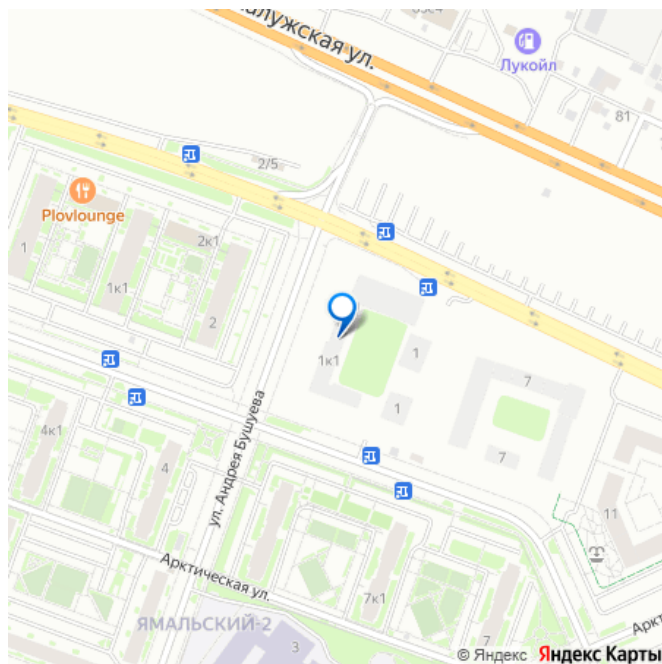 алужская ул.
Лукойл
81
2/5
Plovlounge
2к1
1
1к1
2
1к1
1
1
7
7
ул. Андрея Бушуева
4к1
4
11
Арктическая ул.
7к1
ЯМАЛЬСКИЙ-2
3
7
Аркт
© Яндекс Яндекс Карты